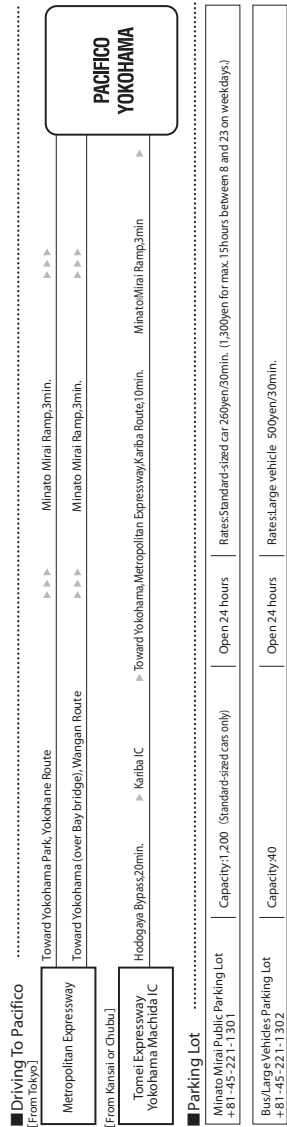 ■Driving To Pacifico
[From Tokyo]
Metropolitan Expressway
Toward Yokohama Park, Yokohane Route ▶▶▶ Minato Mirai Ramp,3min. ▶▶▶
Toward Yokohama (over Bay bridge), Wangan Route ▶▶▶ Minato Mirai Ramp,3min. ▶▶▶
PACIFICO
YOKOHAMA
[From Kansai or Chubu]
Tomei Expressway
Yokohama Machida IC
Hodogaya Bypass,20min. ▶ Kariba IC ▶ Toward Yokohama,Metropolitan Expressway,Kariba Route,10min. MinatoMirai Ramp,3min ▶
■Parking Lot
Minato Mirai Public Parking Lot
+81-45-221-1301
Capacity:1,200 (Standard-sized cars only)
Open 24 hours
Rates:Standard-sized car 260yen/30min. (1,300yen for max. 15hours between 8 and 23 on weekdays.)
Bus/Large Vehicles Parking Lot
+81-45-221-1302
Capacity:40
Open 24 hours
Rates:Large vehicle 500yen/30min.